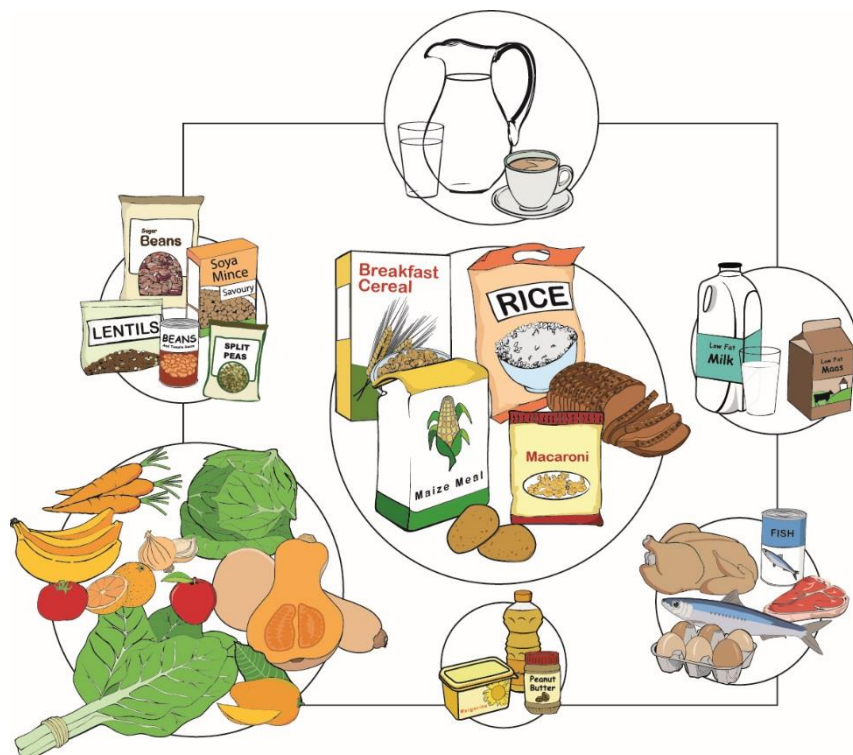 Sugar
Beans
Soya
Mince
Savoury
LENTILS
BEANS
Hot Tomato Sauce
SPLIT
PEAS
Breakfast
Cereal
RICE
Maize Meal
Macaroni
Low Fat
Milk
Low Fat
Maas
FISH
Margarine
Peanut
Butter